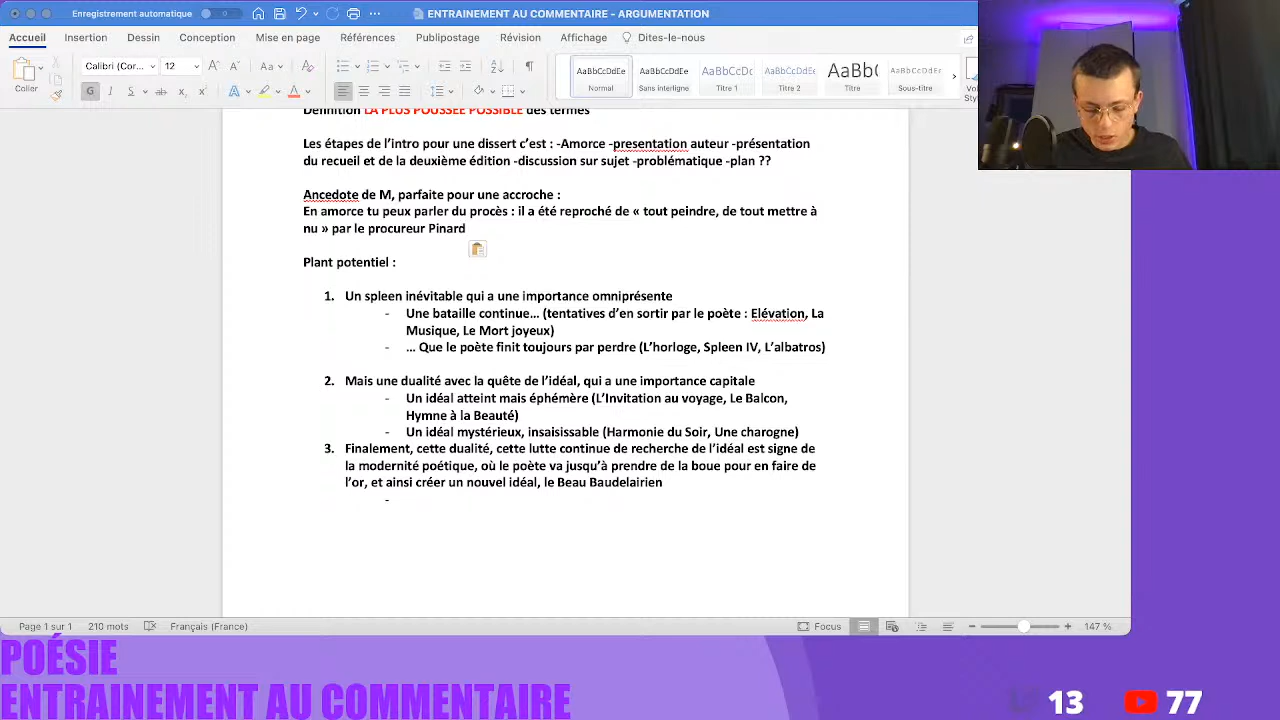 Enregistrement automatique
ENTRAINEMENT AU COMMENTAIRE - ARGUMENTATION
Accueil Insertion Dessin Conception Mise en page Références Publipostage Révision Affichage Dites-le-nous
Coller
Calibri (Cor... 12
AaBbCcDdEe AaBbCcDdEe AaBbCcDc AaBbCcDdEe AaBb( AaBbCcDdEe
Normal Sans interligne Titre 1 Titre 2 Titre Sous-titre
Définition LA PLUS POUSSEE POSSIBLE des termes
Les étapes de l'intro pour une dissert c'est : -Amorce -presentation auteur -présentation
du recueil et de la deuxième édition -discussion sur sujet -problématique -plan ??
Ancedote de M, parfaite pour une accroche :
En amorce tu peux parler du procès : il a été reproché de « tout peindre, de tout mettre à
nu » par le procureur Pinard
Plant potentiel :
1. Un spleen inévitable qui a une importance omniprésente
- Une bataille continue... (tentatives d'en sortir par le poète : Elévation, La
Musique, Le Mort joyeux)
- ... Que le poète finit toujours par perdre (L'horloge, Spleen IV, L'albatros)
2. Mais une dualité avec la quête de l'idéal, qui a une importance capitale
- Un idéal atteint mais éphémère (L'Invitation au voyage, Le Balcon,
Hymne à la Beauté)
- Un idéal mystérieux, insaisissable (Harmonie du Soir, Une charogne)
3. Finalement, cette dualité, cette lutte continue de recherche de l'idéal est signe de
la modernité poétique, où le poète va jusqu'à prendre de la boue pour en faire de
l'or, et ainsi créer un nouvel idéal, le Beau Baudelairien
-
Page 1 sur 1 210 mots Français (France) Focus 147 %
POÉSIE
ENTRAINEMENT AU COMMENTAIRE
13 77